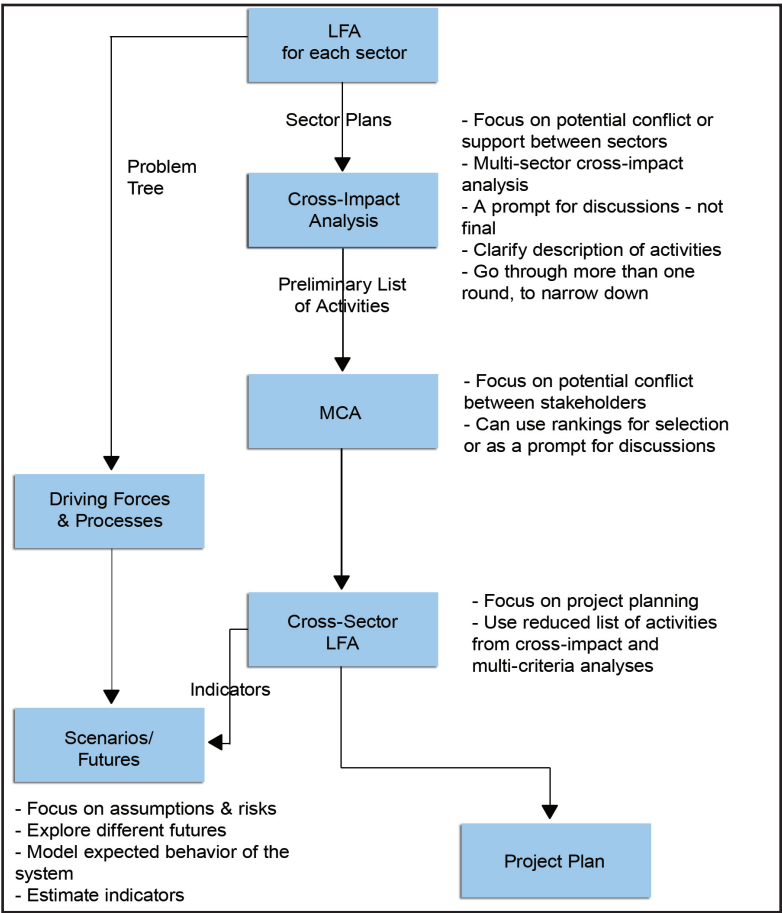 LFA
for each sector
Sector Plans
Problem
Tree
- Focus on potential conflict or
support between sectors
- Multi-sector cross-impact
analysis
- A prompt for discussions - not
final
- Clarify description of activities
- Go through more than one
round, to narrow down
Cross-Impact
Analysis
Preliminary List
of Activities
MCA
- Focus on potential conflict
between stakeholders
- Can use rankings for selection
or as a prompt for discussions
Driving Forces
& Processes
Cross-Sector
LFA
- Focus on project planning
- Use reduced list of activities
from cross-impact and
multi-criteria analyses
Indicators
Scenarios/
Futures
- Focus on assumptions & risks
- Explore different futures
- Model expected behavior of the
system
- Estimate indicators
Project Plan